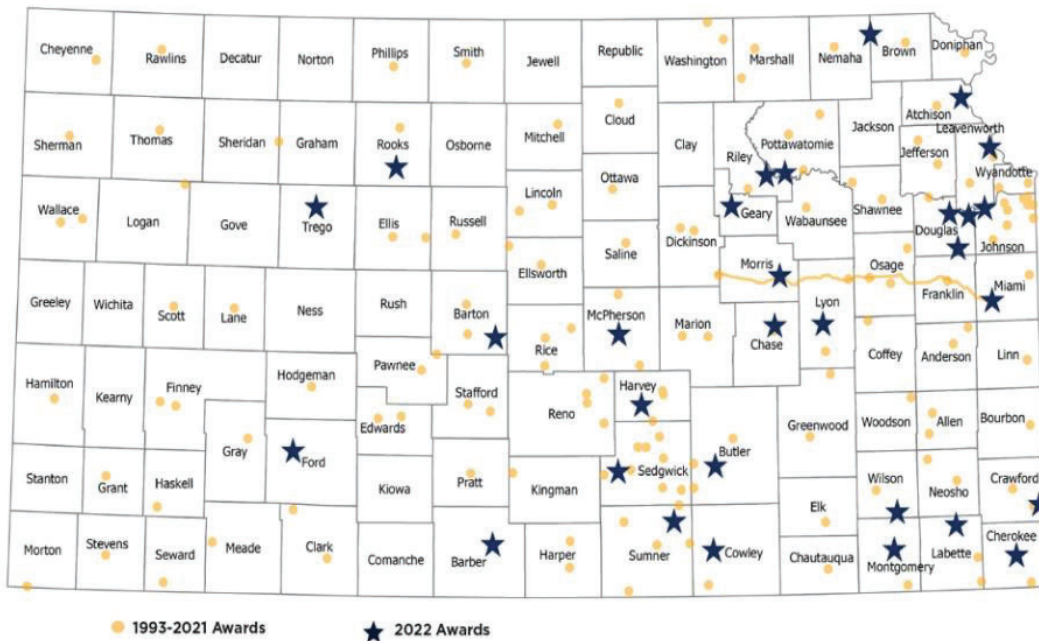 Cheyenne
Rawlins
Decatur
Norton
Phillips
Smith
Jewell
Republic
Washington
Marshall
Nemaha
Brown
Doniphan
Sherman
Thomas
Sheridan
Graham
Rooks
Osborne
Mitchell
Cloud
Clay
Riley
Pottawatomie
Jackson
Atchison
Jefferson
Leavenworth
Wyandotte
Wallace
Logan
Gove
Trego
Ellis
Russell
Lincoln
Ottawa
Saline
Dickinson
Geary
Wabaunsee
Shawnee
Douglas
Johnson
Greeley
Wichita
Scott
Lane
Ness
Rush
Barton
Ellsworth
Rice
McPherson
Marion
Morris
Chase
Lyon
Osage
Franklin
Miami
Coffey
Anderson
Linn
Hamilton
Kearny
Finney
Hodgeman
Pawnee
Stafford
Edwards
Reno
Harvey
Sedgwick
Butler
Greenwood
Woodson
Allen
Bourbon
Stanton
Grant
Haskell
Gray
Ford
Kiowa
Pratt
Kingman
Elk
Wilson
Neosho
Crawford
Morton
Stevens
Seward
Meade
Clark
Comanche
Barber
Harper
Sumner
Cowley
Chautauqua
Montgomery
Labette
Cherokee
1993-2021 Awards
2022 Awards